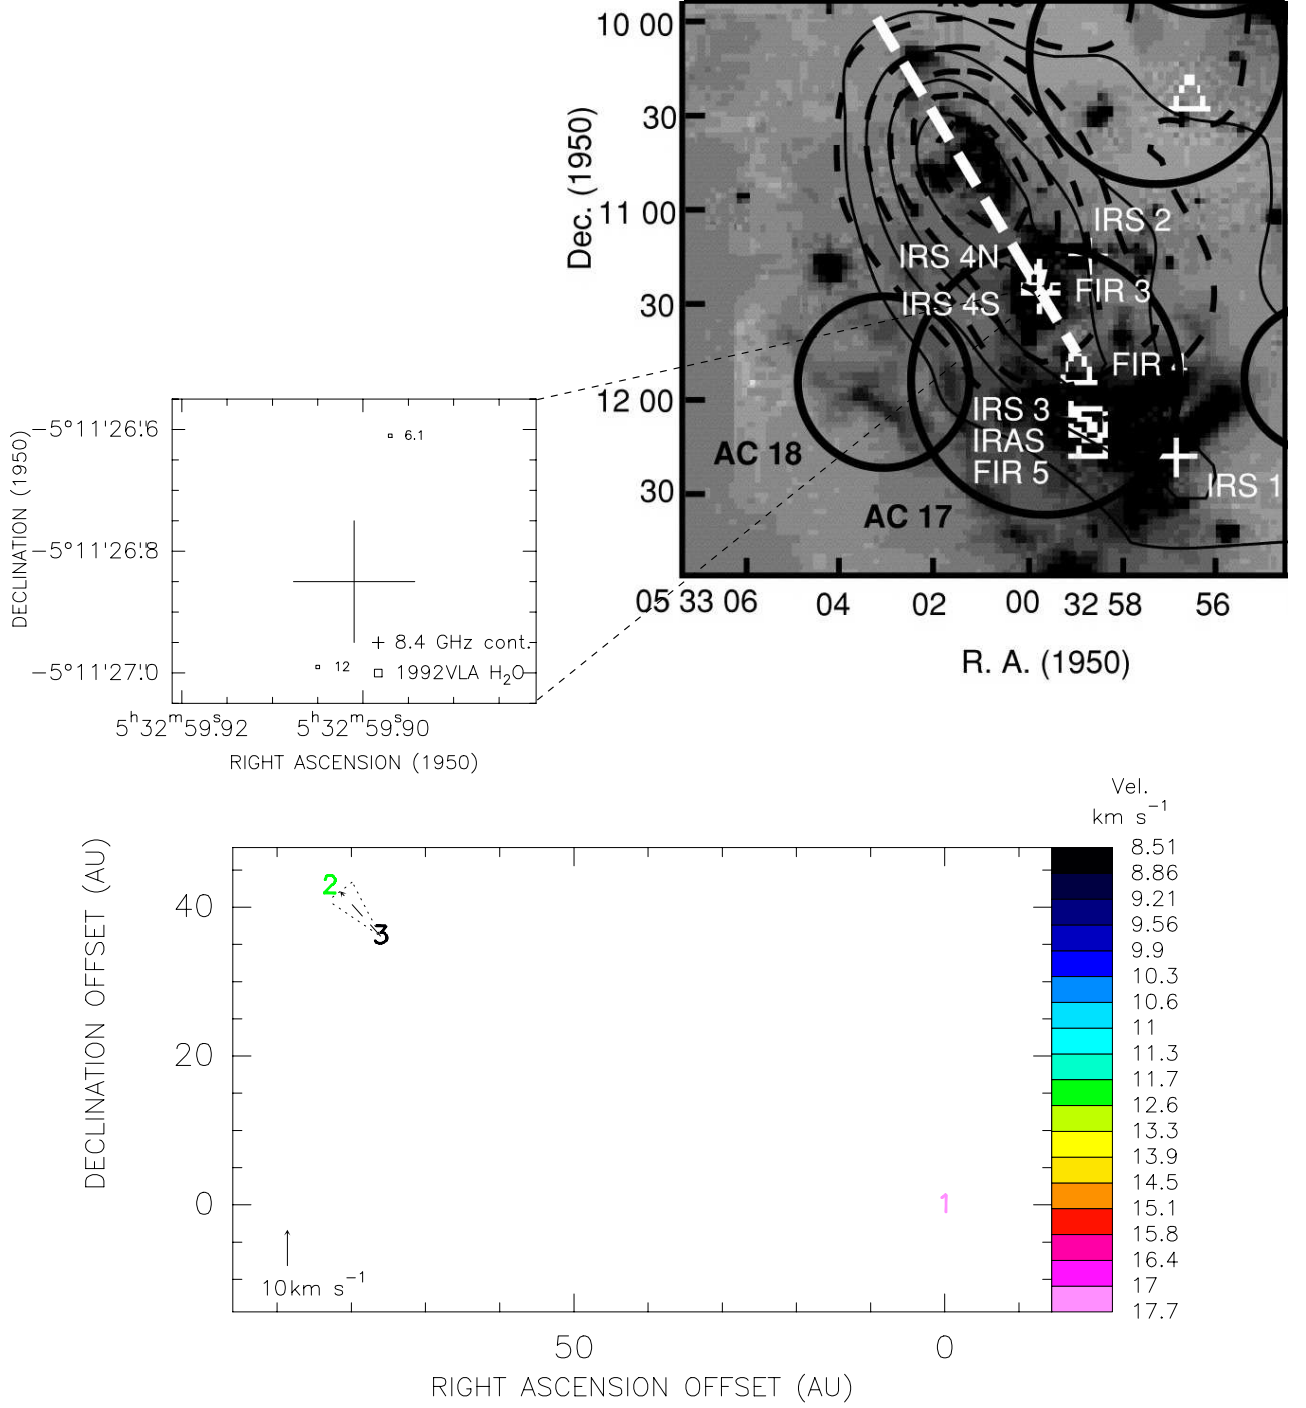 10 00
30
11 00
30
12 00
30
Dec. (1950)
IRS 2
IRS 4N
FIR 3
IRS 4S
FIR
IRS 3
IRAS
FIR 5
IRS 1
AC 18
AC 17
05 33 06
04
02
00
32 58
56
R. A. (1950)
−5°11'26."6
−5°11'26."8
−5°11'27."0
DECLINATION (1950)
6.1
8.4 GHz cont.
12
1992VLA H₂O
5ʰ32ᵐ59ˢ.92
5ʰ32ᵐ59ˢ.90
RIGHT ASCENSION (1950)
Vel.
km s⁻¹
8.51
8.86
9.21
9.56
9.9
10.3
10.6
11
11.3
11.7
12.6
13.3
13.9
14.5
15.1
15.8
16.4
17
17.7
DECLINATION OFFSET (AU)
40
20
0
2
3
1
10km s⁻¹
50
0
RIGHT ASCENSION OFFSET (AU)